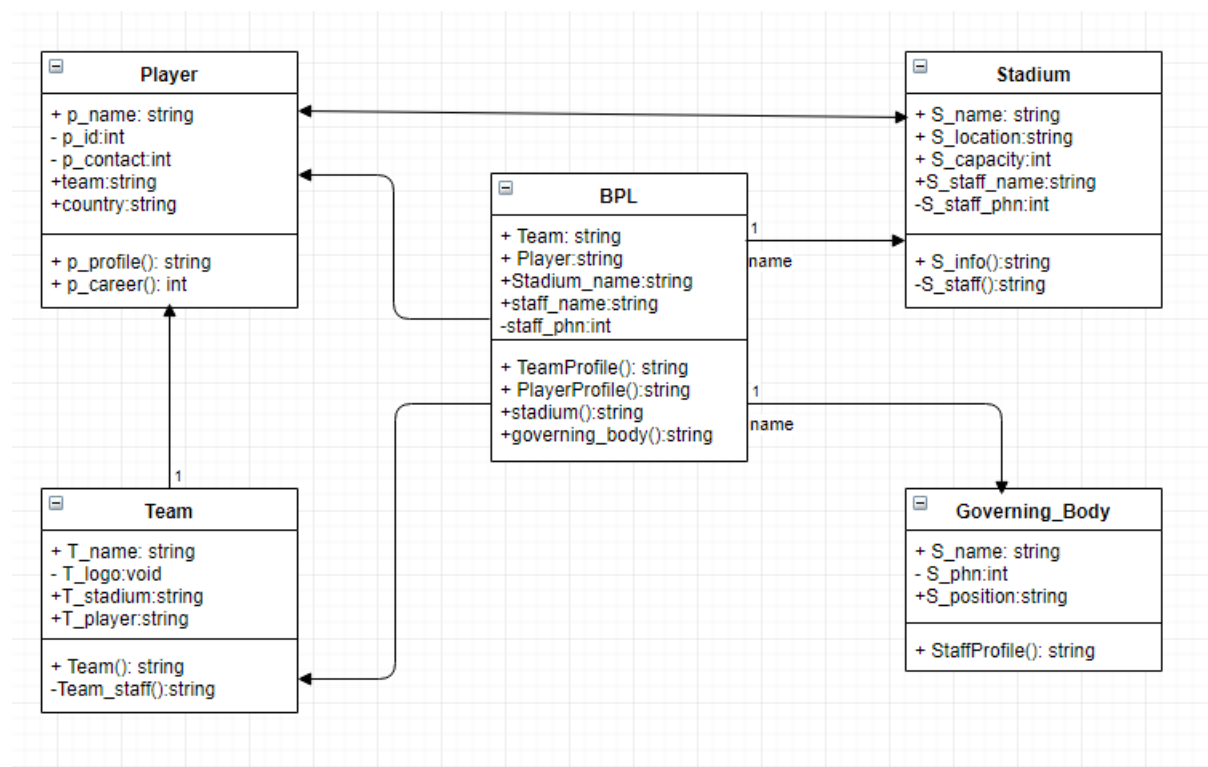 Player
+ p_name: string
- p_id:int
- p_contact:int
+team:string
+country:string
+ p_profile(): string
+ p_career(): int
Stadium
+ S_name: string
+ S_location:string
+ S_capacity:int
+S_staff_name:string
-S_staff_phn:int
+ S_info():string
-S_staff():string
BPL
+ Team: string
+ Player:string
+Stadium_name:string
+staff_name:string
-staff_phn:int
+ TeamProfile(): string
+ PlayerProfile():string
+stadium():string
+governing_body():string
1
name
1
name
1
Team
+ T_name: string
- T_logo:void
+T_stadium:string
+T_player:string
+ Team(): string
-Team_staff():string
Governing_Body
+ S_name: string
- S_phn:int
+S_position:string
+ StaffProfile(): string